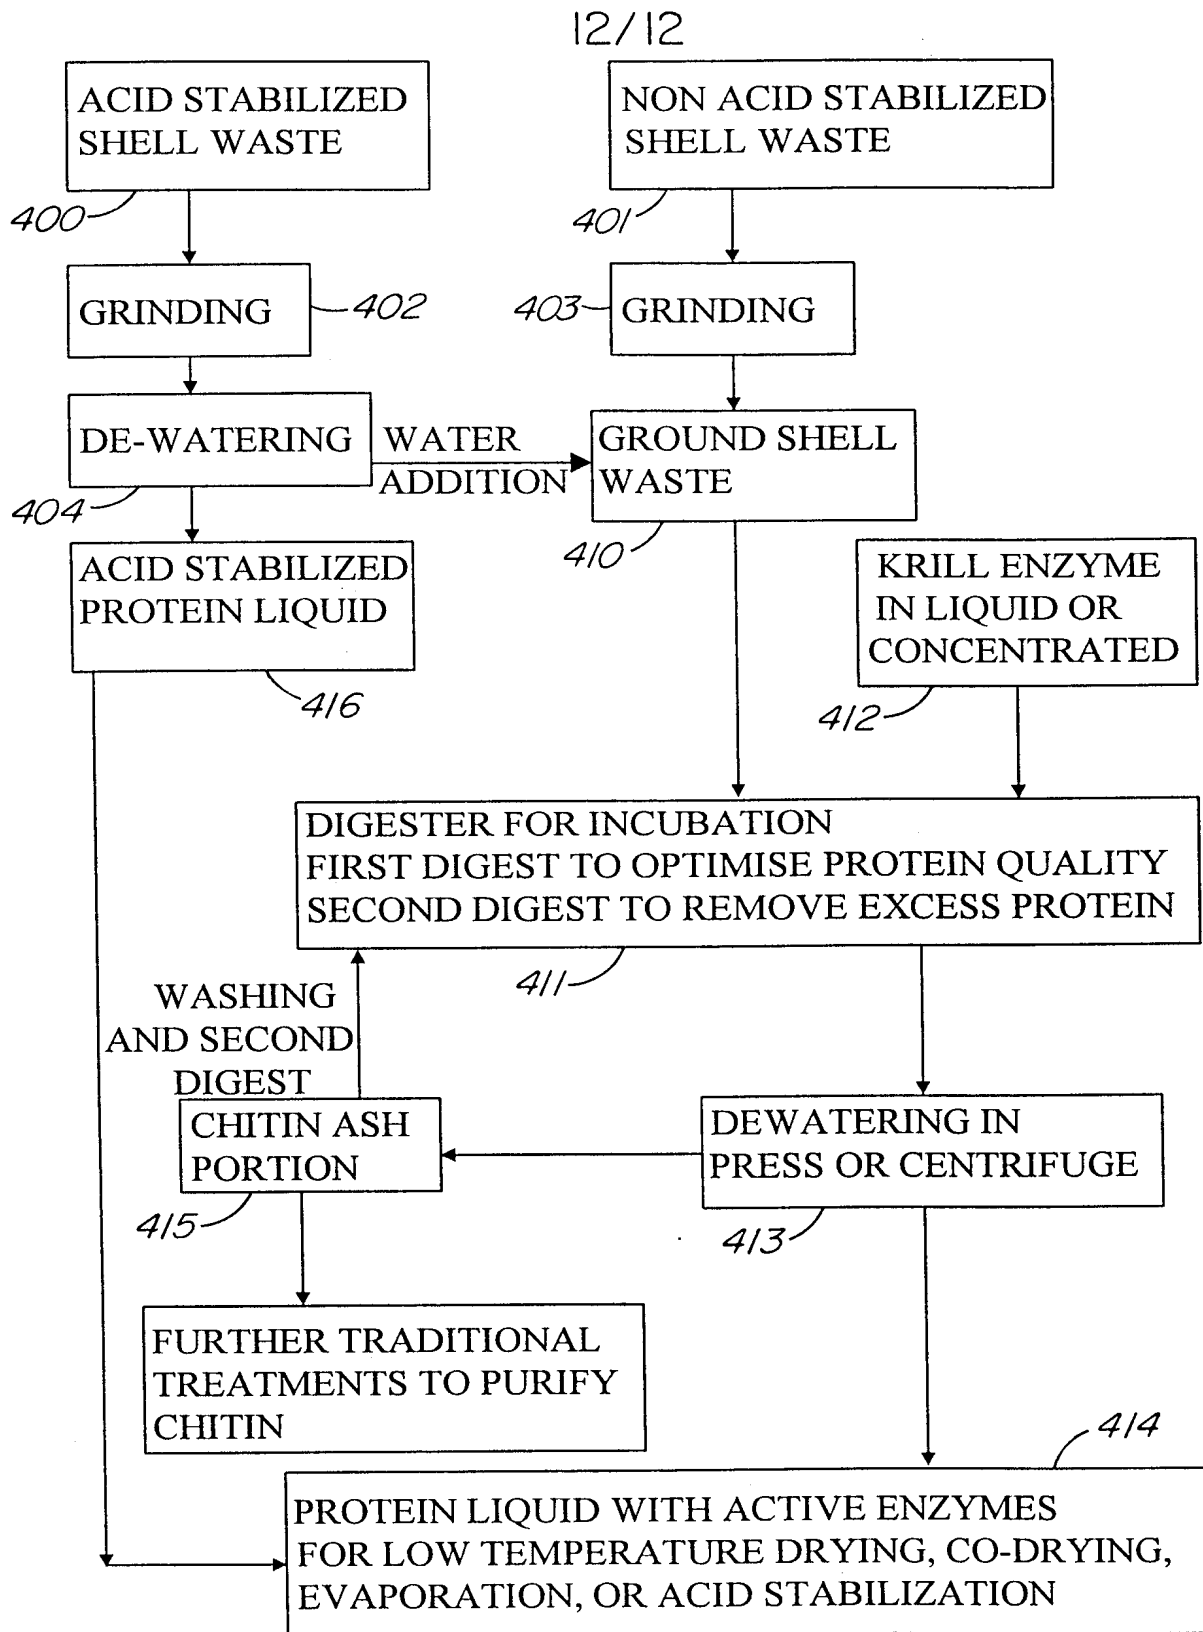 12/12
ACID STABILIZED
SHELL WASTE
400
NON ACID STABILIZED
SHELL WASTE
401
GRINDING
402
403
GRINDING
DE-WATERING
404
WATER
ADDITION
GROUND SHELL
WASTE
410
ACID STABILIZED
PROTEIN LIQUID
416
KRILL ENZYME
IN LIQUID OR
CONCENTRATED
412
DIGESTER FOR INCUBATION
FIRST DIGEST TO OPTIMISE PROTEIN QUALITY
SECOND DIGEST TO REMOVE EXCESS PROTEIN
411
WASHING
AND SECOND
DIGEST
CHITIN ASH
PORTION
415
DEWATERING IN
PRESS OR CENTRIFUGE
413
FURTHER TRADITIONAL
TREATMENTS TO PURIFY
CHITIN
414
PROTEIN LIQUID WITH ACTIVE ENZYMES
FOR LOW TEMPERATURE DRYING, CO-DRYING,
EVAPORATION, OR ACID STABILIZATION